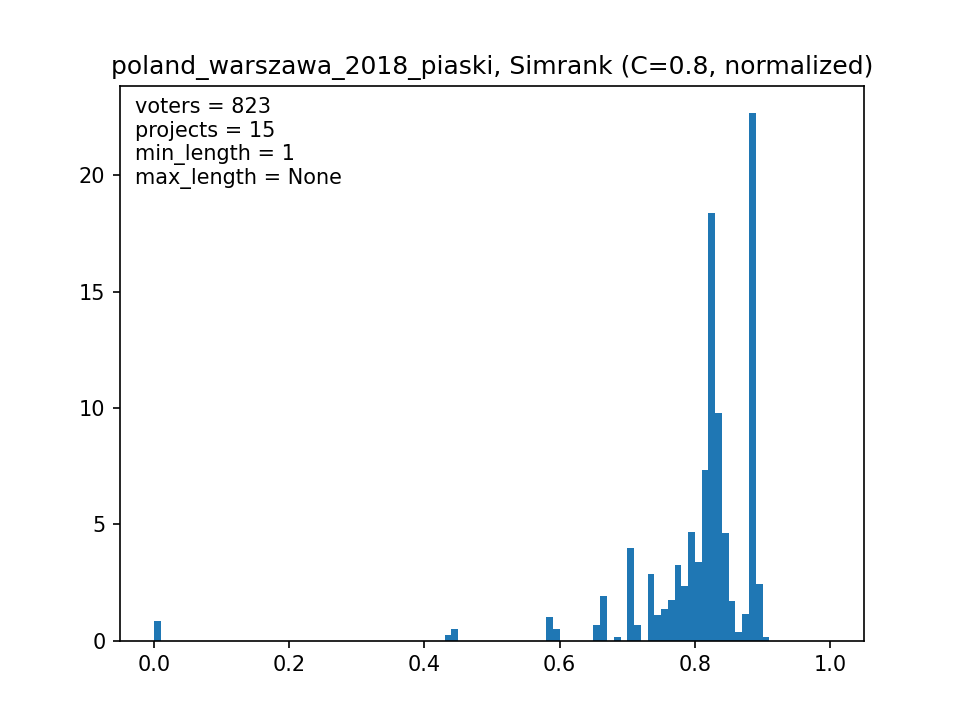 poland_warszawa_2018_piaski, Simrank (C=0.8, normalized)
voters = 823
projects = 15
min_length = 1
max_length = None
20
15
10
5
0
0.0 0.2 0.4 0.6 0.8 1.0